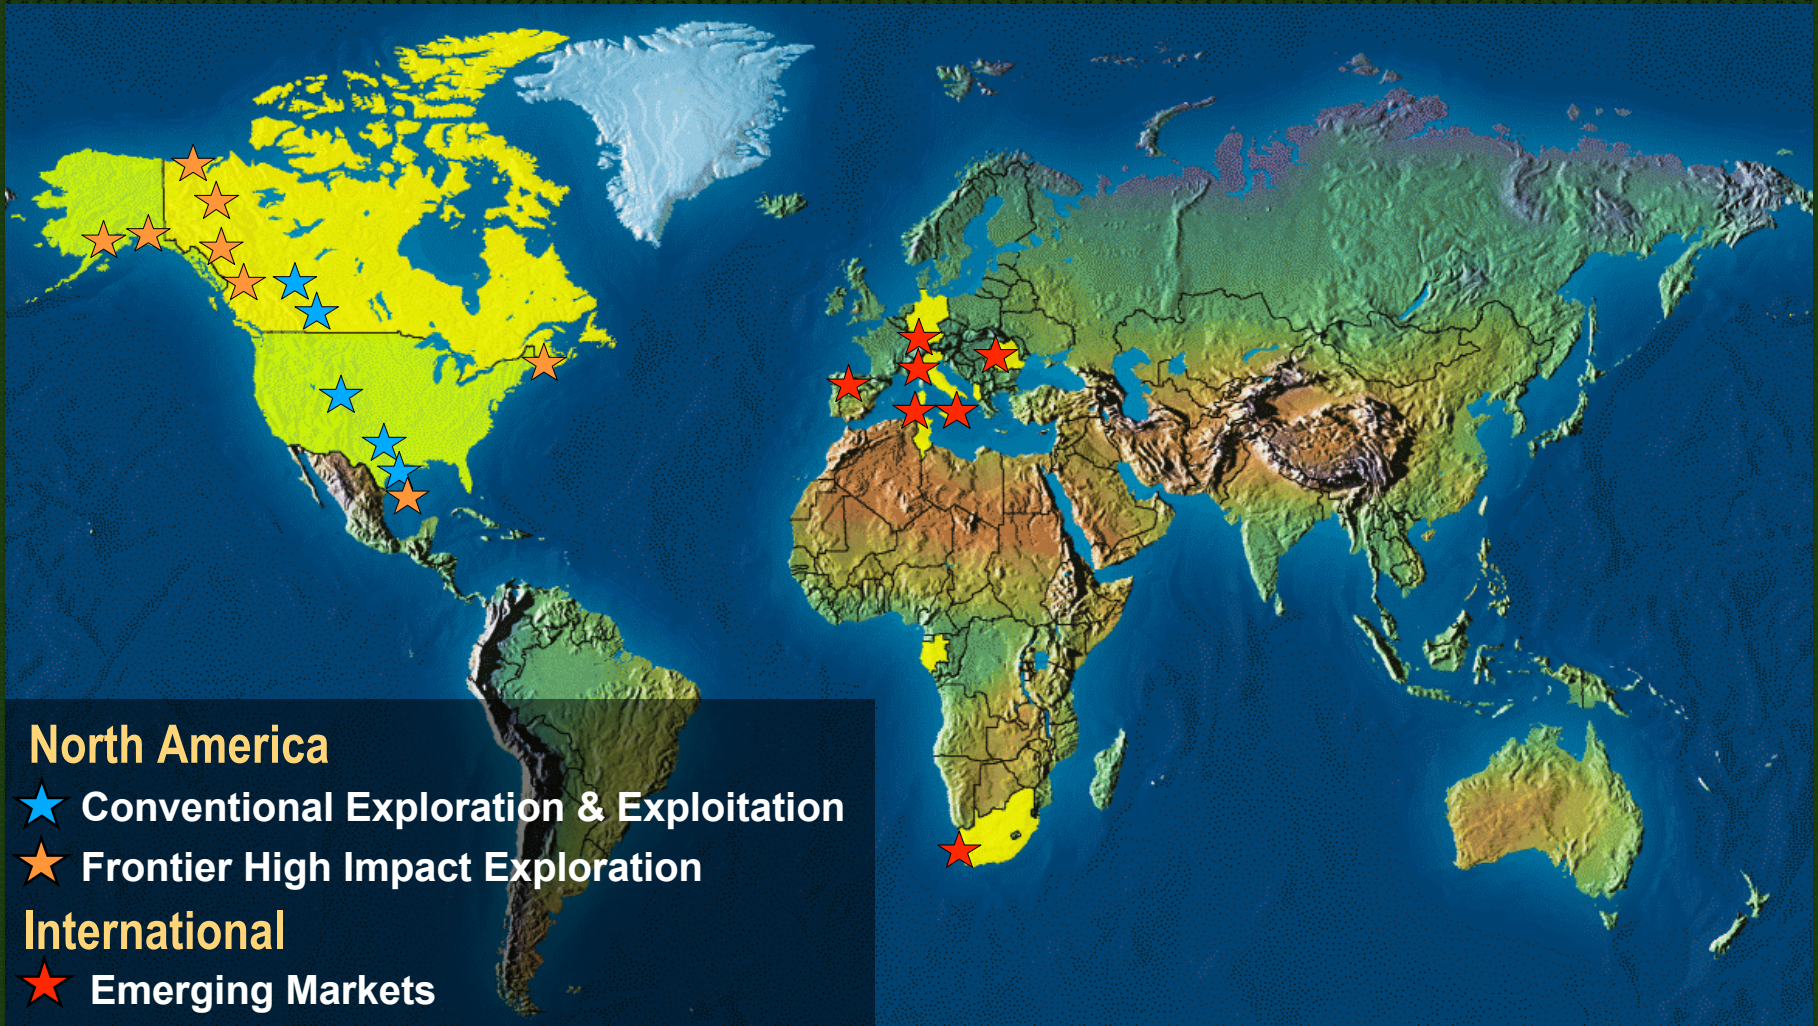 North America
Conventional Exploration & Exploitation
Frontier High Impact Exploration
International
Emerging Markets